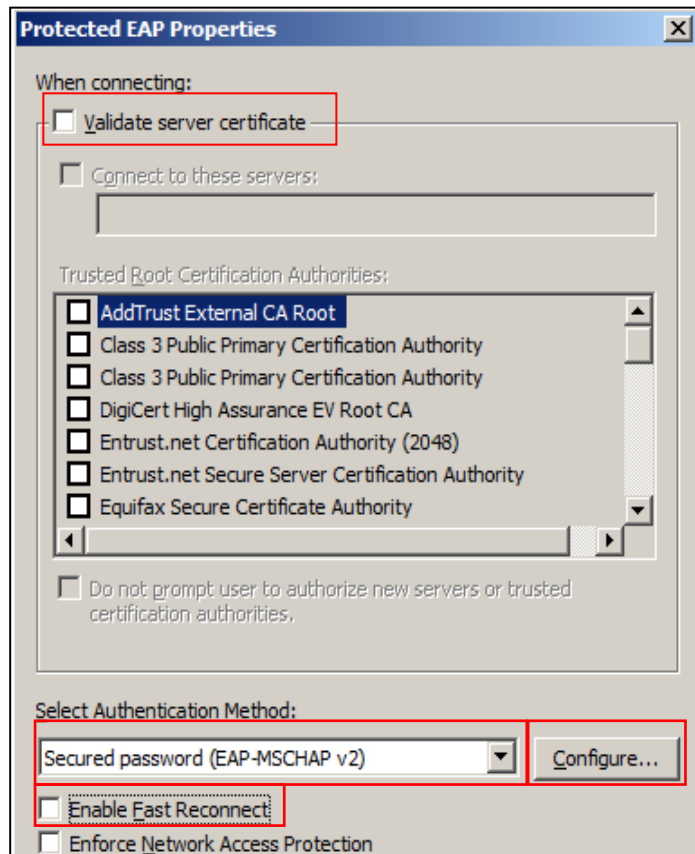 Protected EAP Properties
When connecting:
Validate server certificate
Connect to these servers:
Trusted Root Certification Authorities:
AddTrust External CA Root
Class 3 Public Primary Certification Authority
Class 3 Public Primary Certification Authority
DigiCert High Assurance EV Root CA
Entrust.net Certification Authority (2048)
Entrust.net Secure Server Certification Authority
Equifax Secure Certificate Authority
Do not prompt user to authorize new servers or trusted
certification authorities.
Select Authentication Method:
Secured password (EAP-MSCHAP v2) Configure...
Enable Fast Reconnect
Enforce Network Access Protection